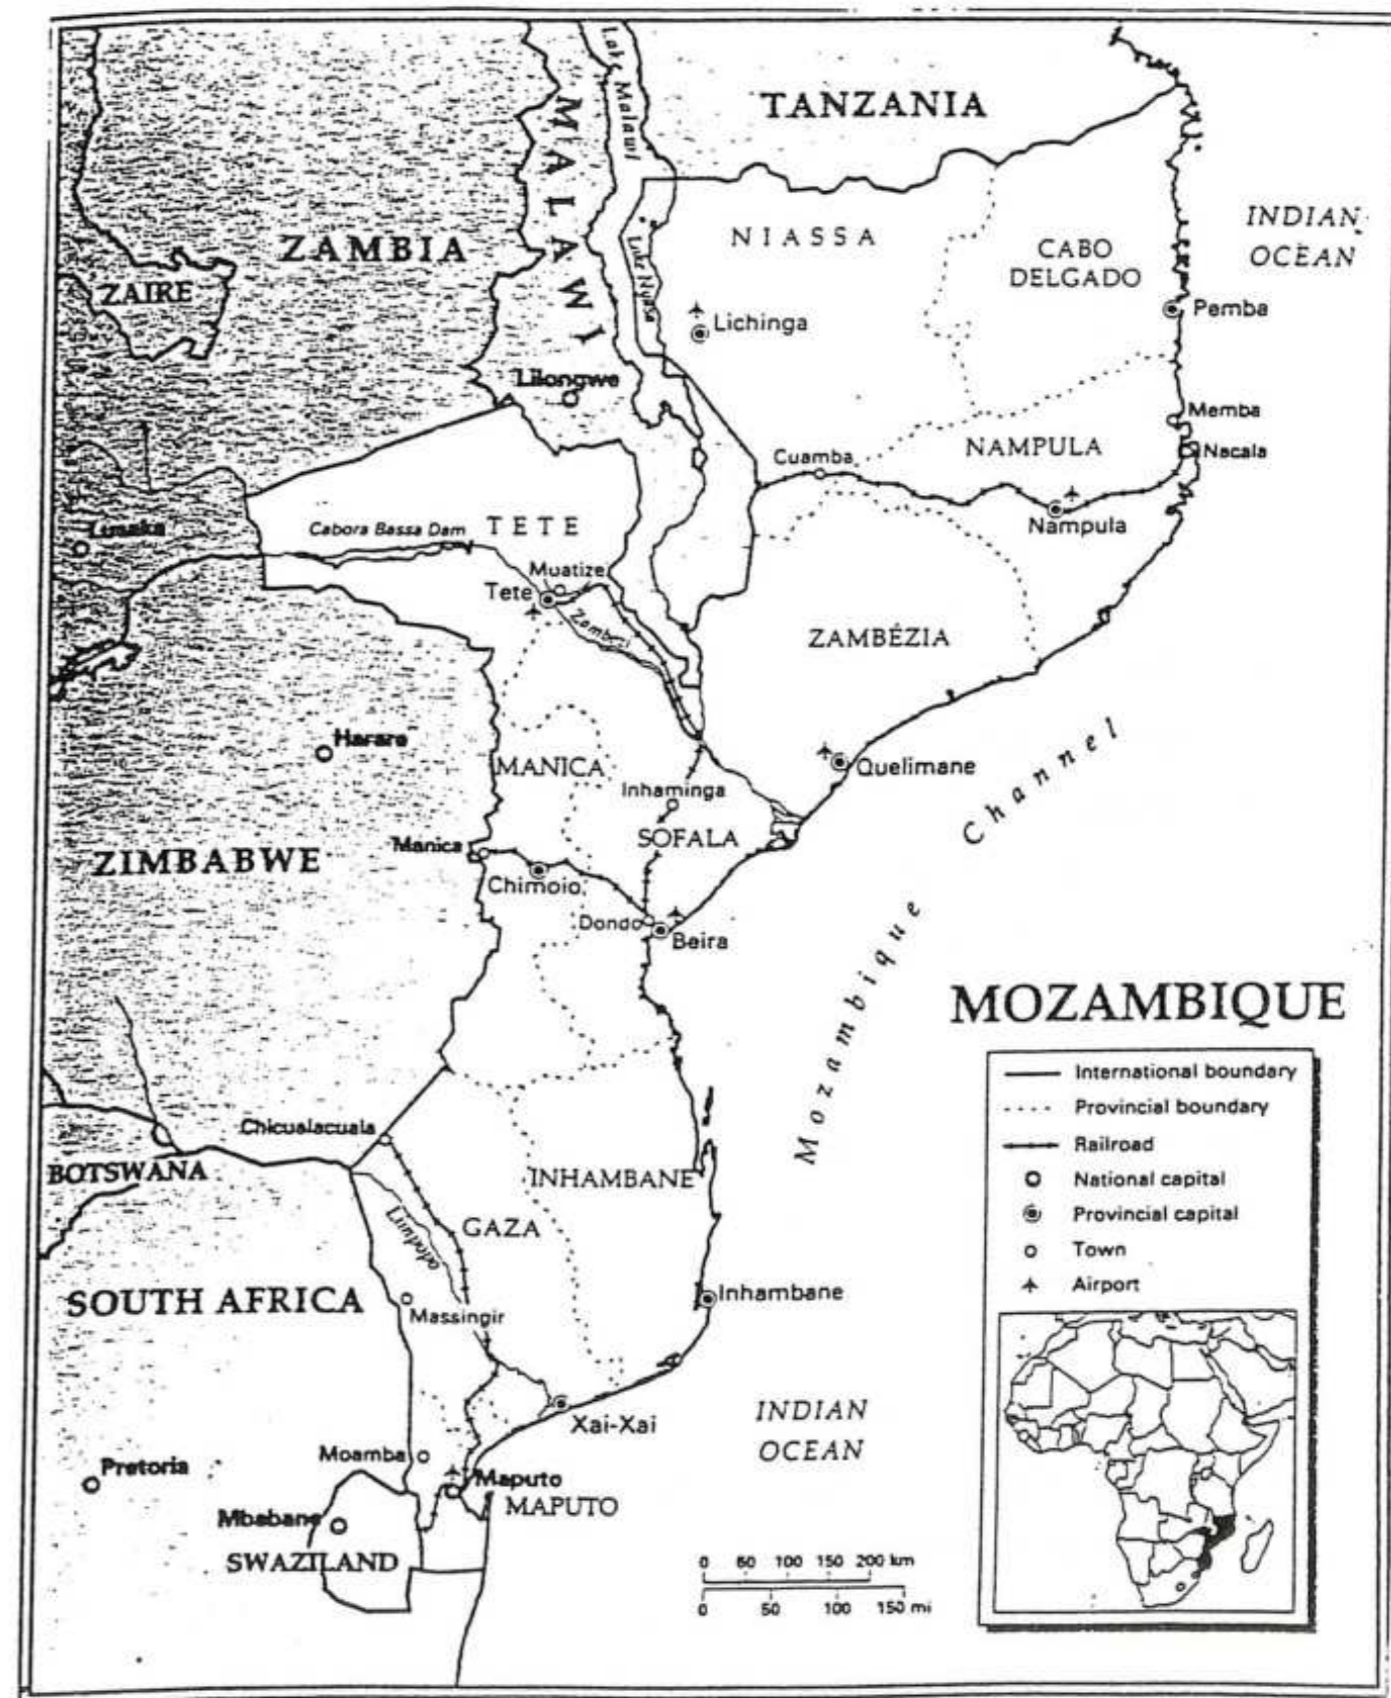 Lake Malawi
TANZANIA
MALAWI
INDIAN
OCEAN
NIASSA
ZAMBIA
CABO
DELGADO
ZAIRE
Lake Nyasa
Lichinga
Pemba
Lilongwe
Memba
NAMPULA
Nacala
Cuamba
Nampula
Lusaka
Cabora Bassa Dam
TETE
Muatize
Tete
Zambezi
ZAMBÉZIA
Harare
MANICA
Quelimane
Inhaminga
Mozambique Channel
SOFALA
Manica
ZIMBABWE
Chimoio
Dondo
Beira
MOZAMBIQUE
International boundary
Provincial boundary
Railroad
National capital
Provincial capital
Town
Airport
Chicualacuala
BOTSWANA
INHAMBANE
Limpopo
GAZA
SOUTH AFRICA
Massingir
Inhambane
INDIAN
OCEAN
Xai-Xai
Moamba
Pretoria
Maputo
MAPUTO
Mbabane
SWAZILAND
0 50 100 150 200 km
0 50 100 150 mi